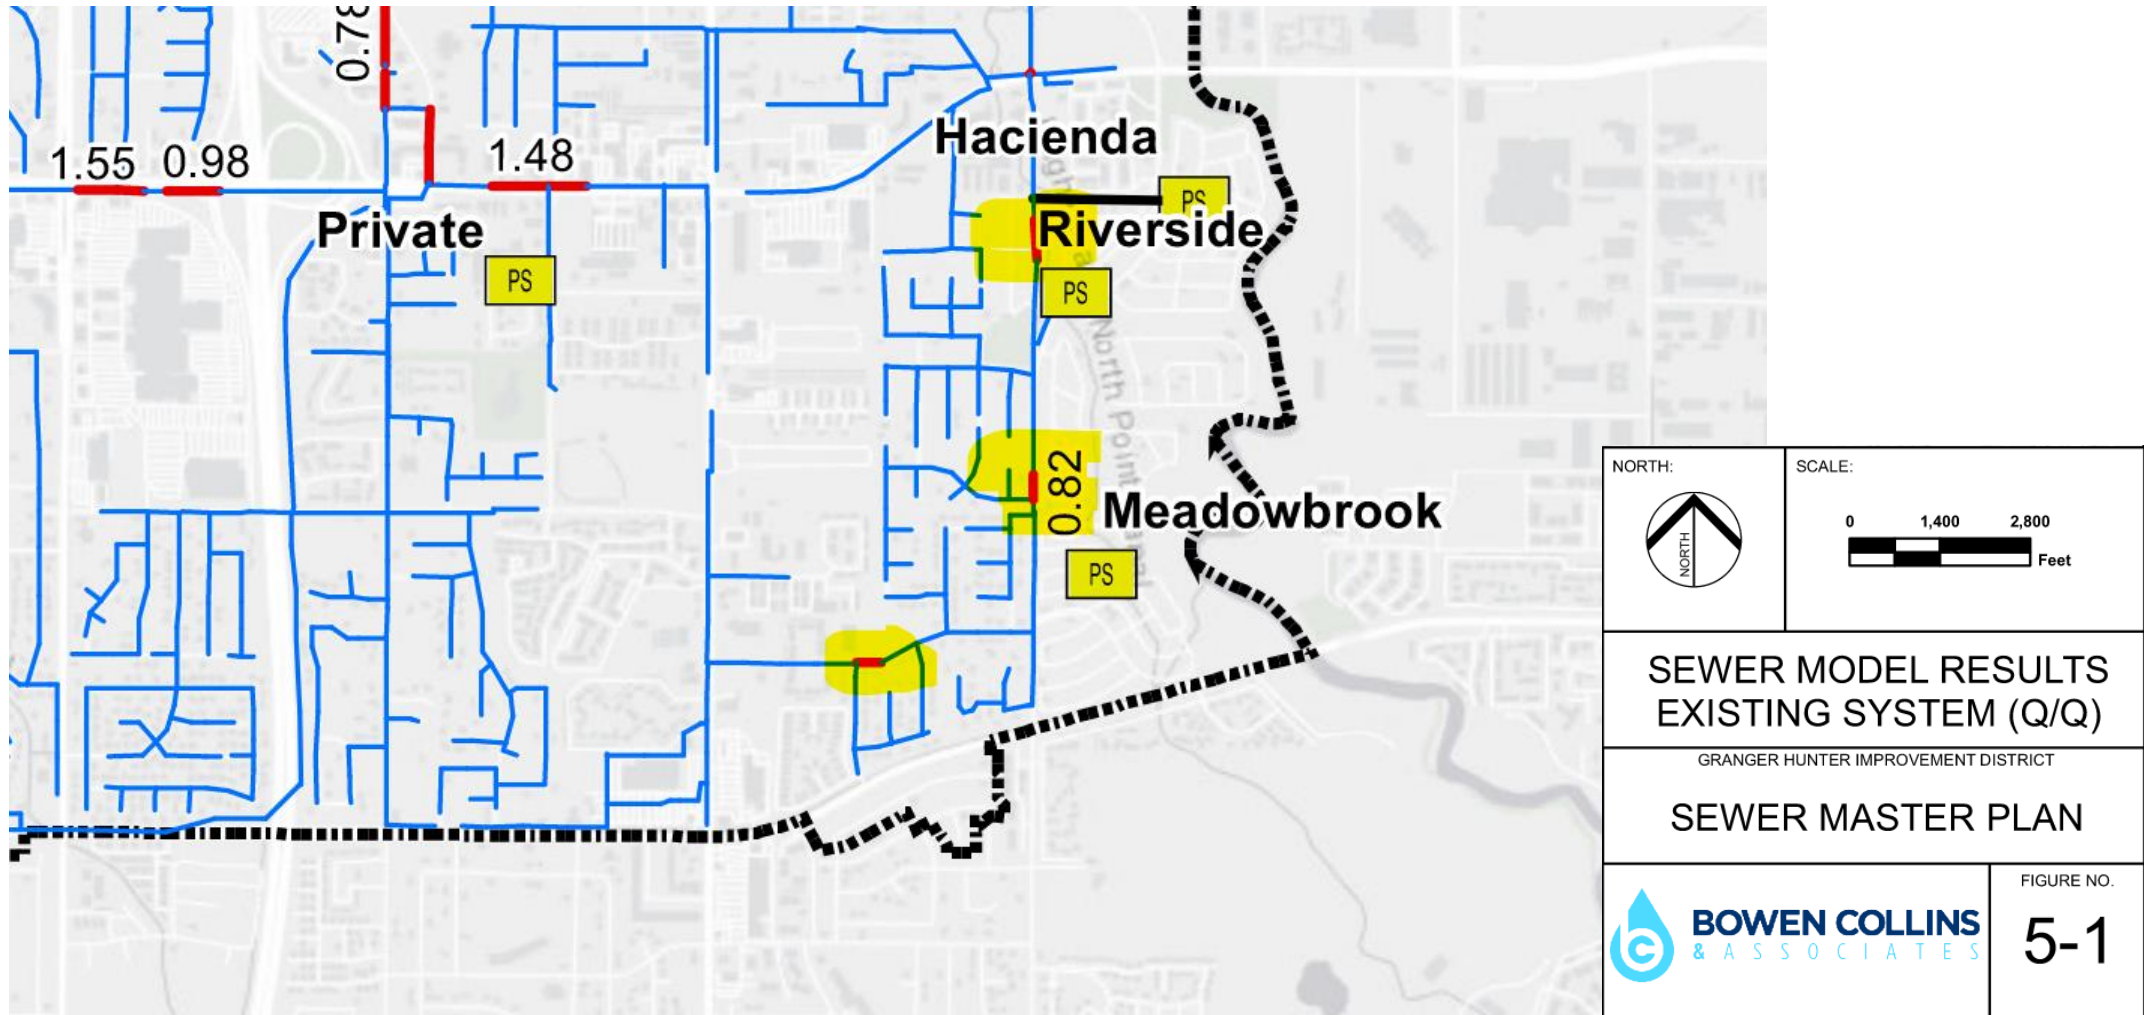 0.78
1.55
0.98
1.48
Hacienda
PS
Private
Riverside
PS
PS
North Point
0.82
Meadowbrook
PS
NORTH:
NORTH
SCALE:
0 1,400 2,800
Feet
SEWER MODEL RESULTS
EXISTING SYSTEM (Q/Q)
GRANGER HUNTER IMPROVEMENT DISTRICT
SEWER MASTER PLAN
BOWEN COLLINS
& ASSOCIATES
FIGURE NO.
5-1